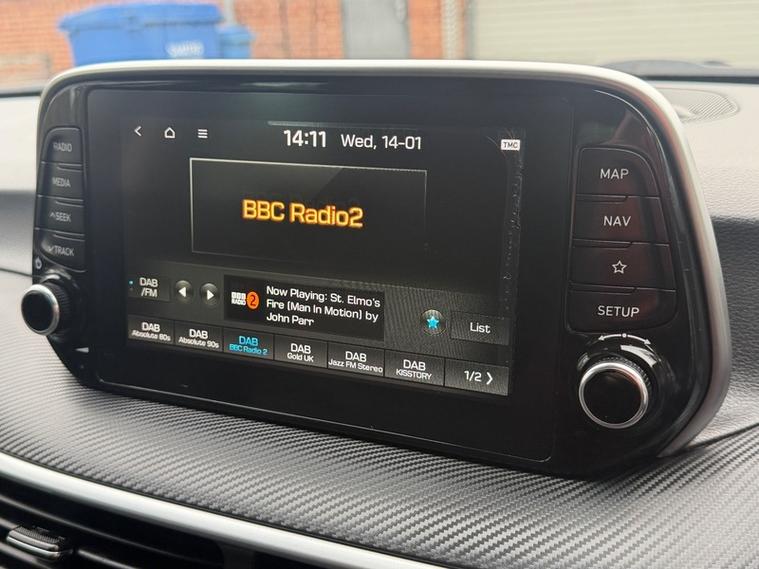 14:11 Wed, 14-01
TMC
RADIO
MEDIA
SEEK
TRACK
BBC Radio2
DAB
/FM
BBC
RADIO 2
Now Playing: St. Elmo's
Fire (Man In Motion) by
John Parr
List
DAB
Absolute 80s
DAB
Absolute 90s
DAB
BBC Radio 2
DAB
Gold UK
DAB
Jazz FM Stereo
DAB
KISSTORY
1/2
MAP
NAV
SETUP